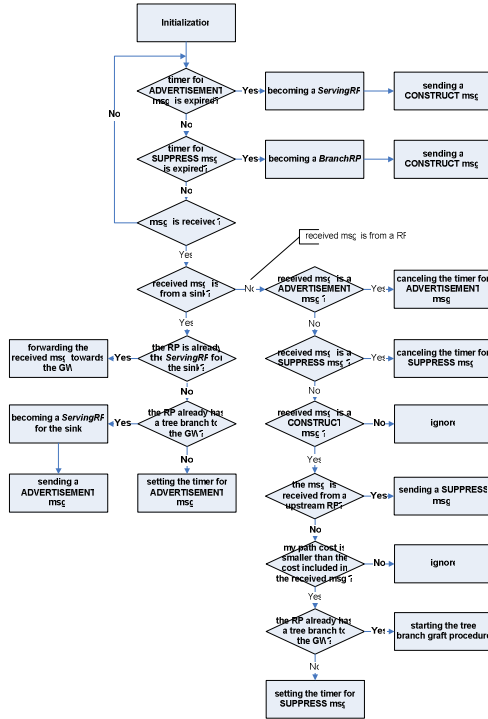 Initialization
timer for
ADVERTISEMENT
msg is expired?
Yes
becoming a ServingRP
sending a
CONSTRUCT msg
No
No
timer for
SUPPRESS msg
is expired?
Yes
becoming a BranchRP
sending a
CONSTRUCT msg
No
msg is received?
Yes
received msg is from a RP
received msg is
from a sink?
No
received msg is a
ADVERTISEMENT
msg?
Yes
canceling the timer for
ADVERTISEMENT
msg
Yes
No
forwarding the
received msg towards
the GW
Yes
the RP is already
the ServingRP for
the sink?
received msg is a
SUPPRESS msg?
Yes
canceling the timer for
SUPPRESS msg
No
No
becoming a ServingRP
for the sink
Yes
the RP already has
a tree branch to
the GW?
received msg is a
CONSTRUCT
msg?
No
ignore
No
Yes
sending a
ADVERTISEMENT
msg
setting the timer for
ADVERTISEMENT
msg
the msg is
received from a
upstream RP?
Yes
sending a SUPPRESS
msg
No
my path cost is
smaller than the
cost included in
the received msg?
No
ignore
Yes
the RP already has
a tree branch to
the GW?
Yes
starting the tree
branch graft procedure
No
setting the timer for
SUPPRESS msg